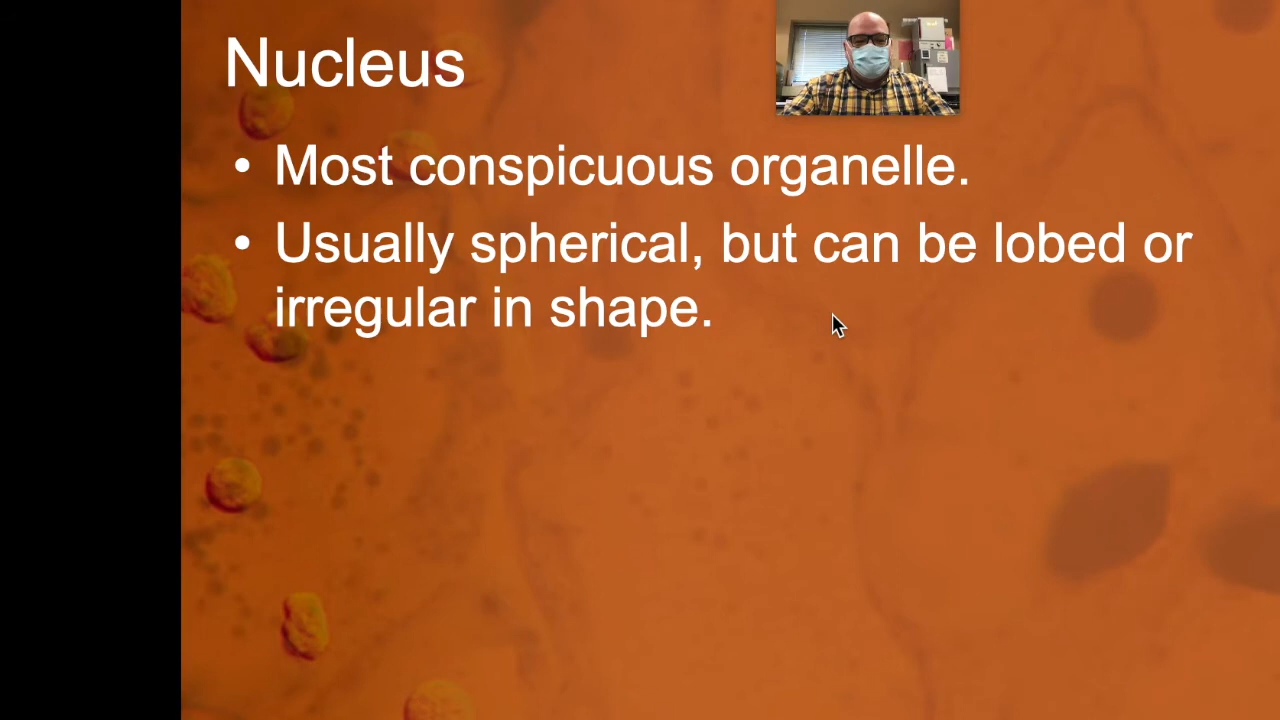 Nucleus
• Most conspicuous organelle.
• Usually spherical, but can be lobed or
irregular in shape.